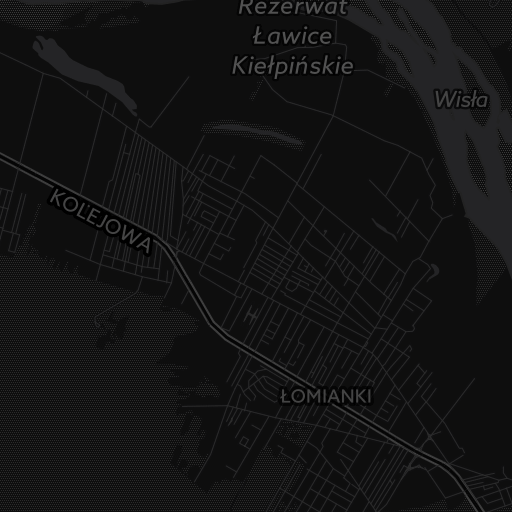 Rezerwat
Ławice
Kiełpińskie
Wisła
KOLEJOWA
ŁOMIANKI